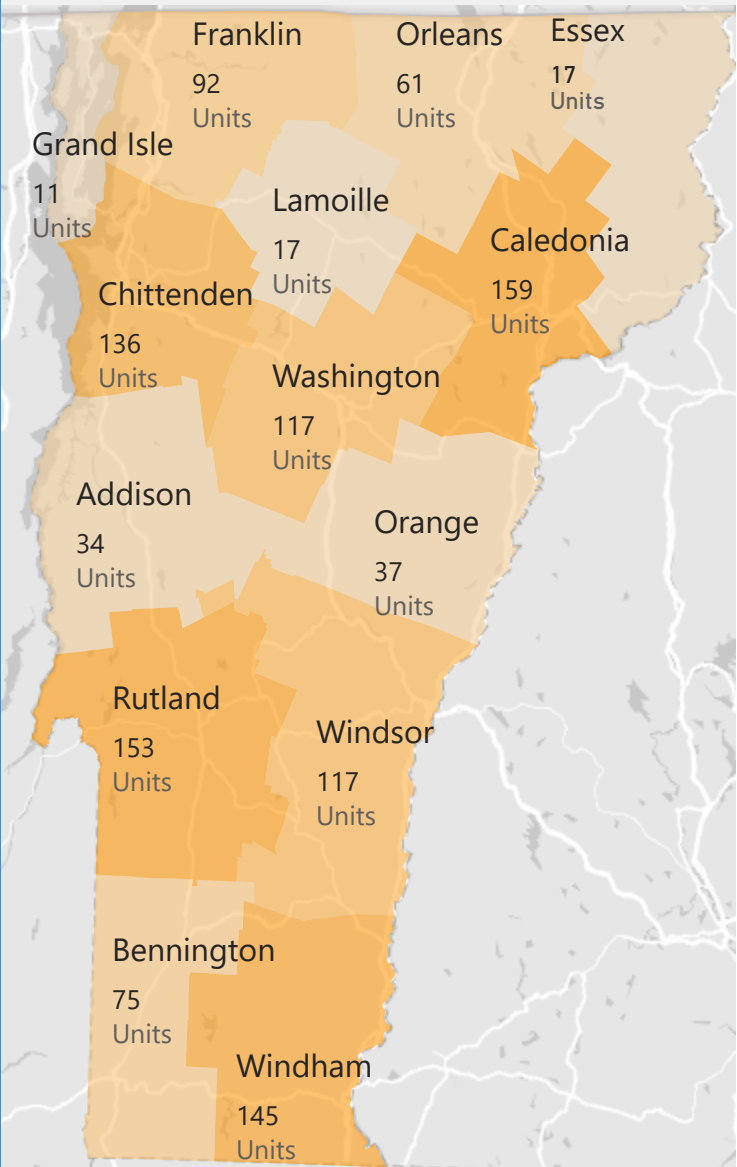 Franklin
92
Units
Orleans
61
Units
Essex
17
Units
Grand Isle
11
Units
Lamoille
17
Units
Caledonia
159
Units
Chittenden
136
Units
Washington
117
Units
Addison
34
Units
Orange
37
Units
Rutland
153
Units
Windsor
117
Units
Bennington
75
Units
Windham
145
Units